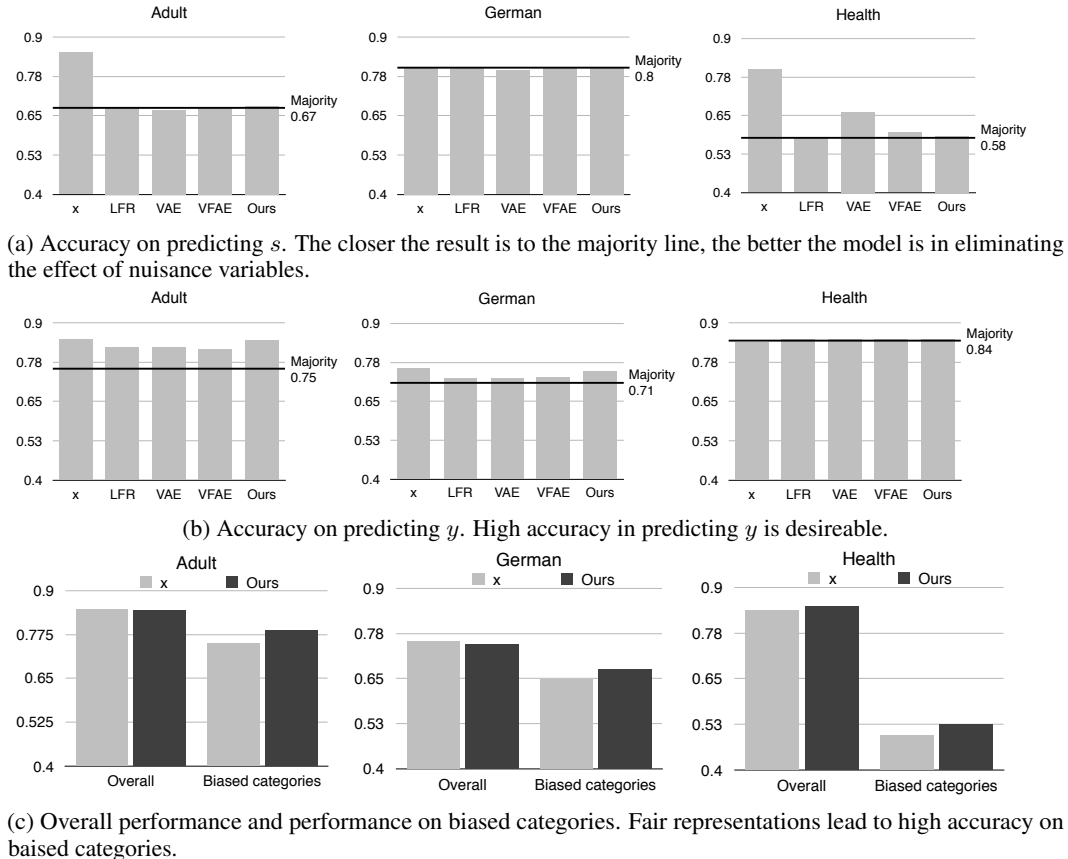 Adult
0.9
0.78
0.65
0.53
0.4
x LFR VAE VFAE Ours
Majority
0.67
German
0.9
0.78
0.65
0.53
0.4
x LFR VAE VFAE Ours
Majority
0.8
Health
0.9
0.78
0.65
0.53
0.4
x LFR VAE VFAE Ours
Majority
0.58
(a) Accuracy on predicting s. The closer the result is to the majority line, the better the model is in eliminating
the effect of nuisance variables.
Adult
0.9
0.78
0.65
0.53
0.4
x LFR VAE VFAE Ours
Majority
0.75
German
0.9
0.78
0.65
0.53
0.4
x LFR VAE VFAE Ours
Majority
0.71
Health
0.9
0.78
0.65
0.53
0.4
x LFR VAE VFAE Ours
Majority
0.84
(b) Accuracy on predicting y. High accuracy in predicting y is desireable.
Adult
x Ours
0.9
0.775
0.65
0.525
0.4
Overall Biased categories
German
x Ours
0.9
0.78
0.65
0.53
0.4
Overall Biased categories
Health
x Ours
0.9
0.78
0.65
0.53
0.4
Overall Biased categories
(c) Overall performance and performance on biased categories. Fair representations lead to high accuracy on
baised categories.